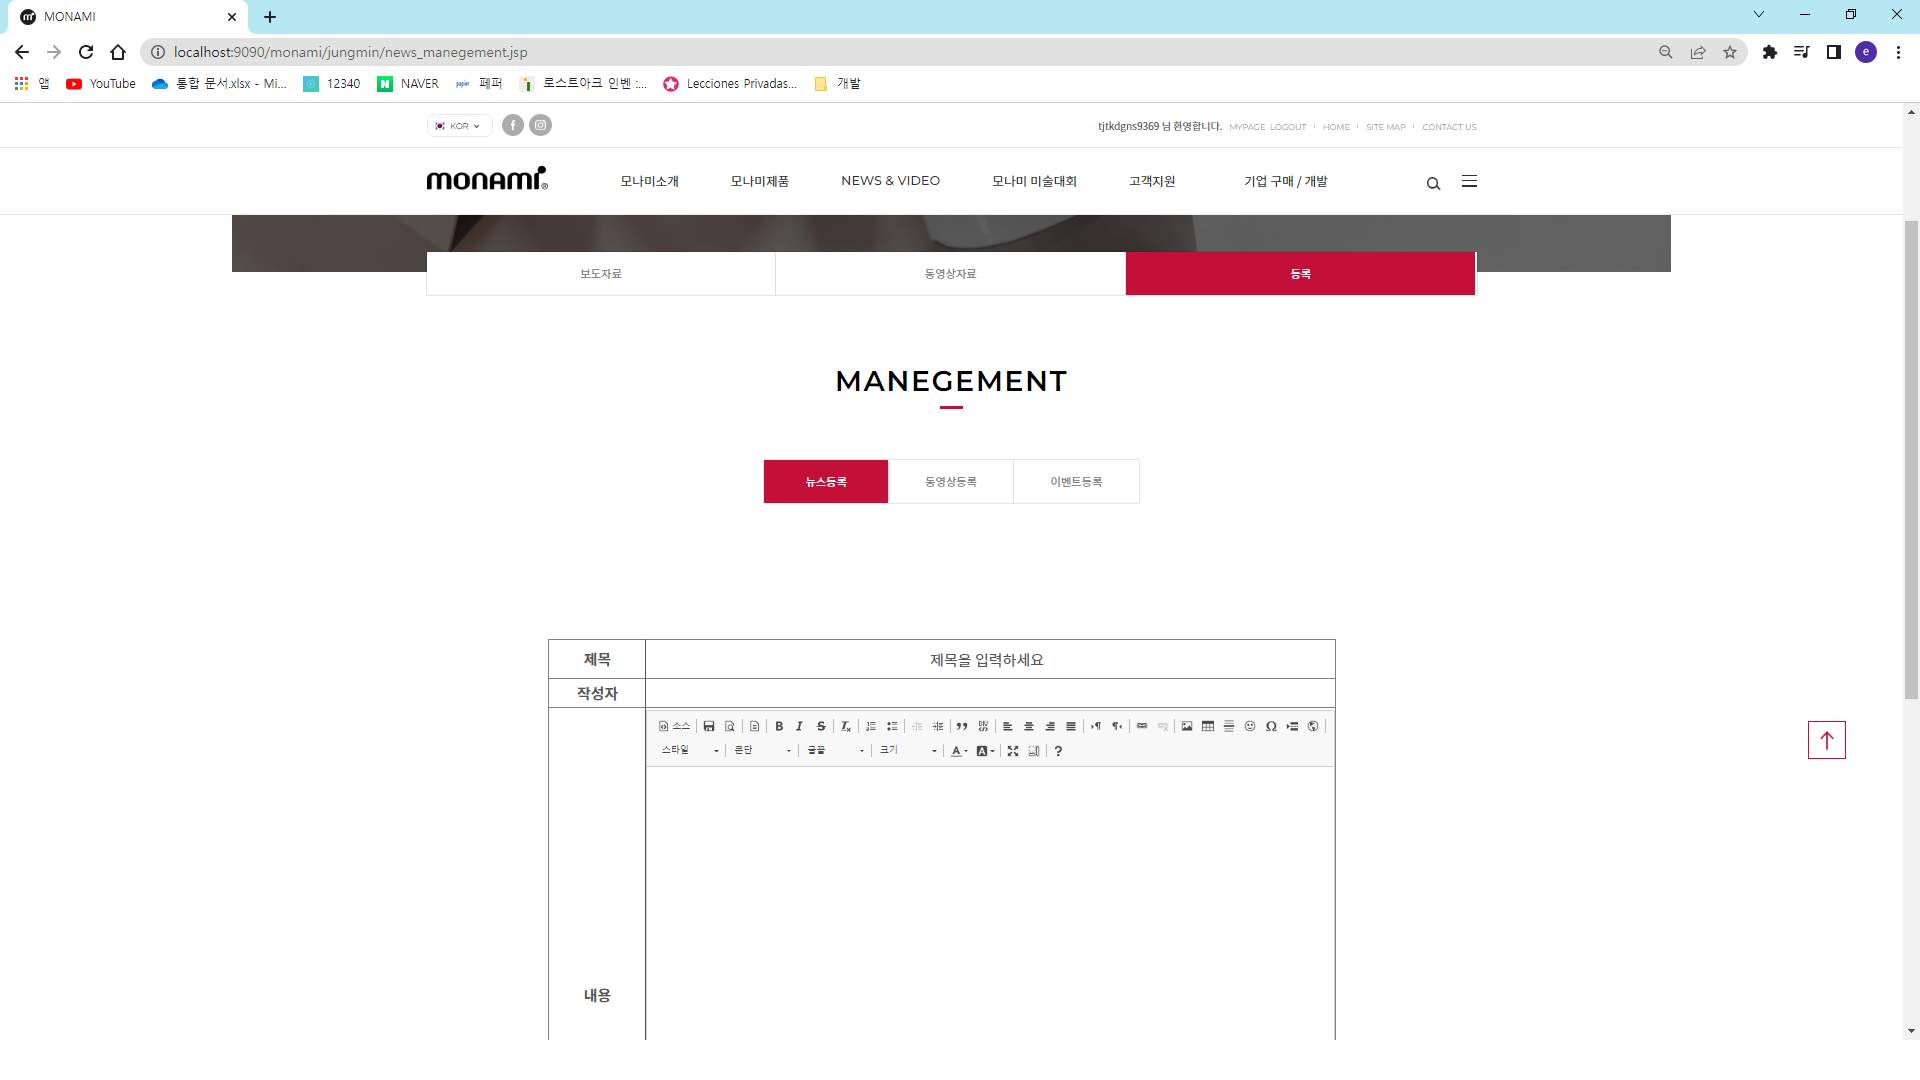 MONAMI
localhost:9090/monami/jungmin/news_manegement.jsp
e
앱 YouTube 통합 문서.xlsx - Mi... 12340 NAVER 페퍼 로스트아크 인벤 :... Lecciones Privadas... 개발
KOR
tjtkdgns9369 님 환영합니다. MYPAGE LOGOUT HOME SITE MAP CONTACT US
monami 모나미소개 모나미제품 NEWS & VIDEO 모나미 미술대회 고객지원 기업 구매 / 개발
보도자료 동영상자료 등록
MANEGEMENT
뉴스등록 동영상등록 이벤트등록
제목 제목을 입력하세요
작성자
소스
스타일 문단 글꼴 크기
내용